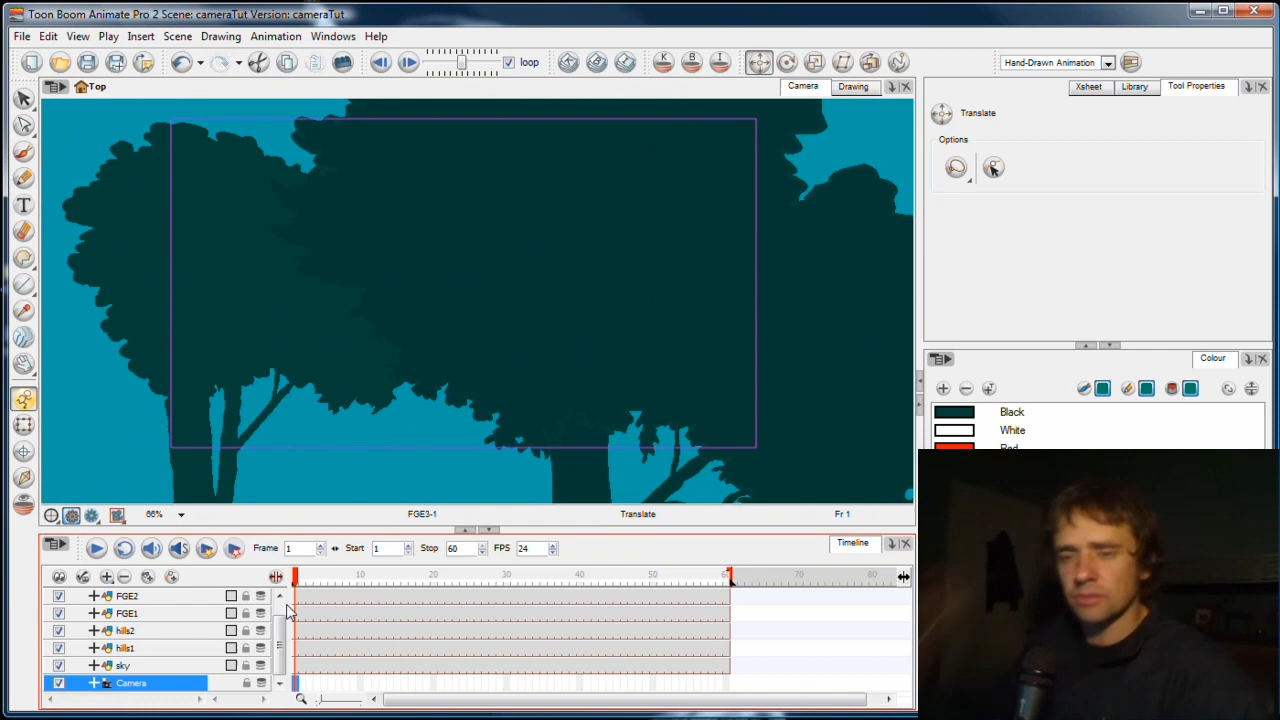 Toon Boom Animate Pro 2 Scene: cameraTut Version: cameraTut
File Edit View Play Insert Scene Drawing Animation Windows Help
loop K B I Hand-Drawn Animation
Top Camera Drawing Xsheet Library Tool Properties
Translate
Options
T
Colour
Black
White
Red
66% FGE3-1 Translate Fr 1
Frame 1 Start 1 Stop 60 FPS 24 Timeline
10 20 30 40 50 60 70 80
FGE2
FGE1
hills2
hills1
sky
Camera